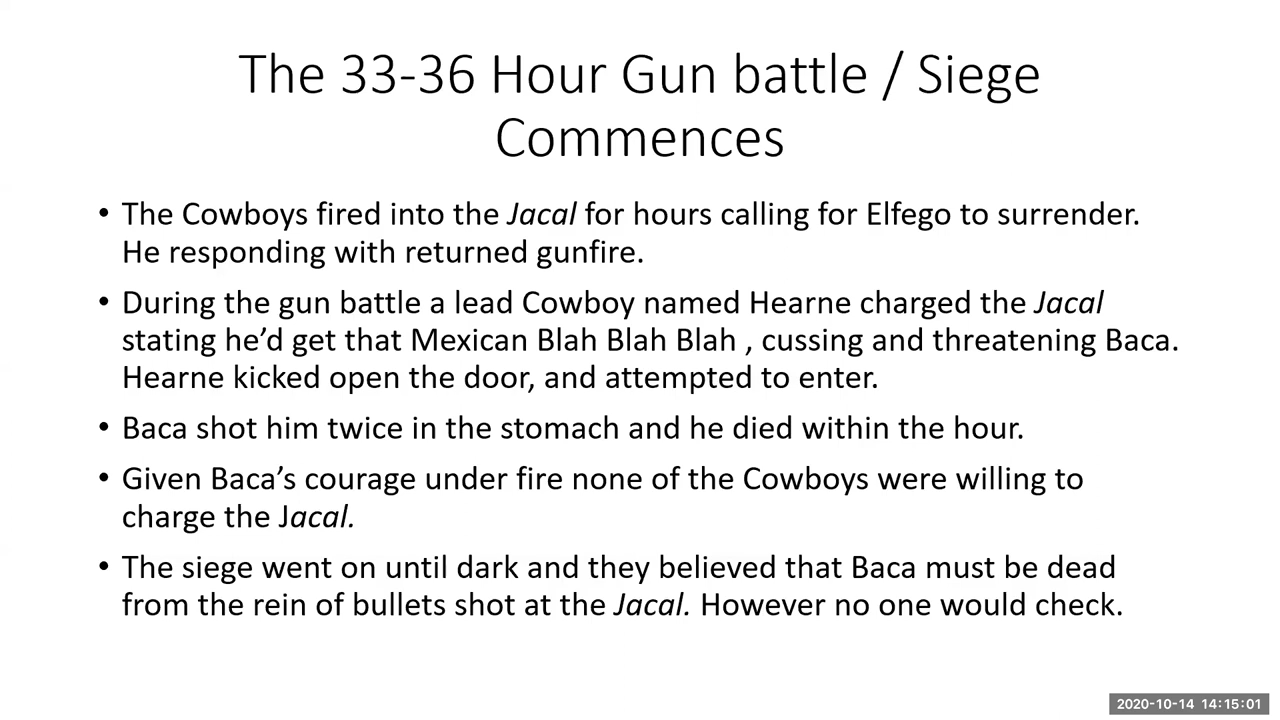 The 33-36 Hour Gun battle / Siege
Commences
• The Cowboys fired into the Jacal for hours calling for Elfego to surrender.
He responding with returned gunfire.
• During the gun battle a lead Cowboy named Hearne charged the Jacal
stating he’d get that Mexican Blah Blah Blah , cussing and threatening Baca.
Hearne kicked open the door, and attempted to enter.
• Baca shot him twice in the stomach and he died within the hour.
• Given Baca’s courage under fire none of the Cowboys were willing to
charge the Jacal.
• The siege went on until dark and they believed that Baca must be dead
from the rein of bullets shot at the Jacal. However no one would check.
2020-10-14 14:15:01